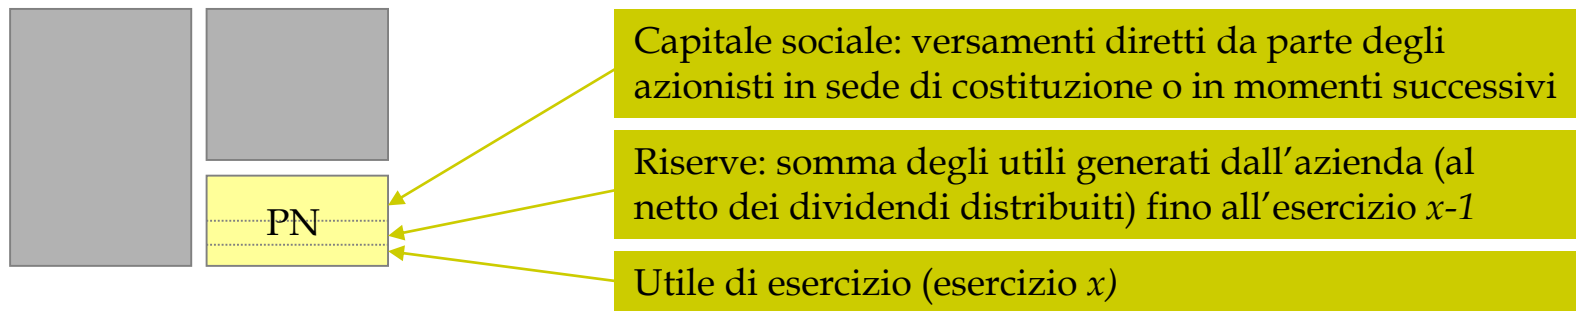 Capitale sociale: versamenti diretti da parte degli
azionisti in sede di costituzione o in momenti successivi
Riserve: somma degli utili generati dall’azienda (al
netto dei dividendi distribuiti) fino all’esercizio x-1
PN
Utile di esercizio (esercizio x)